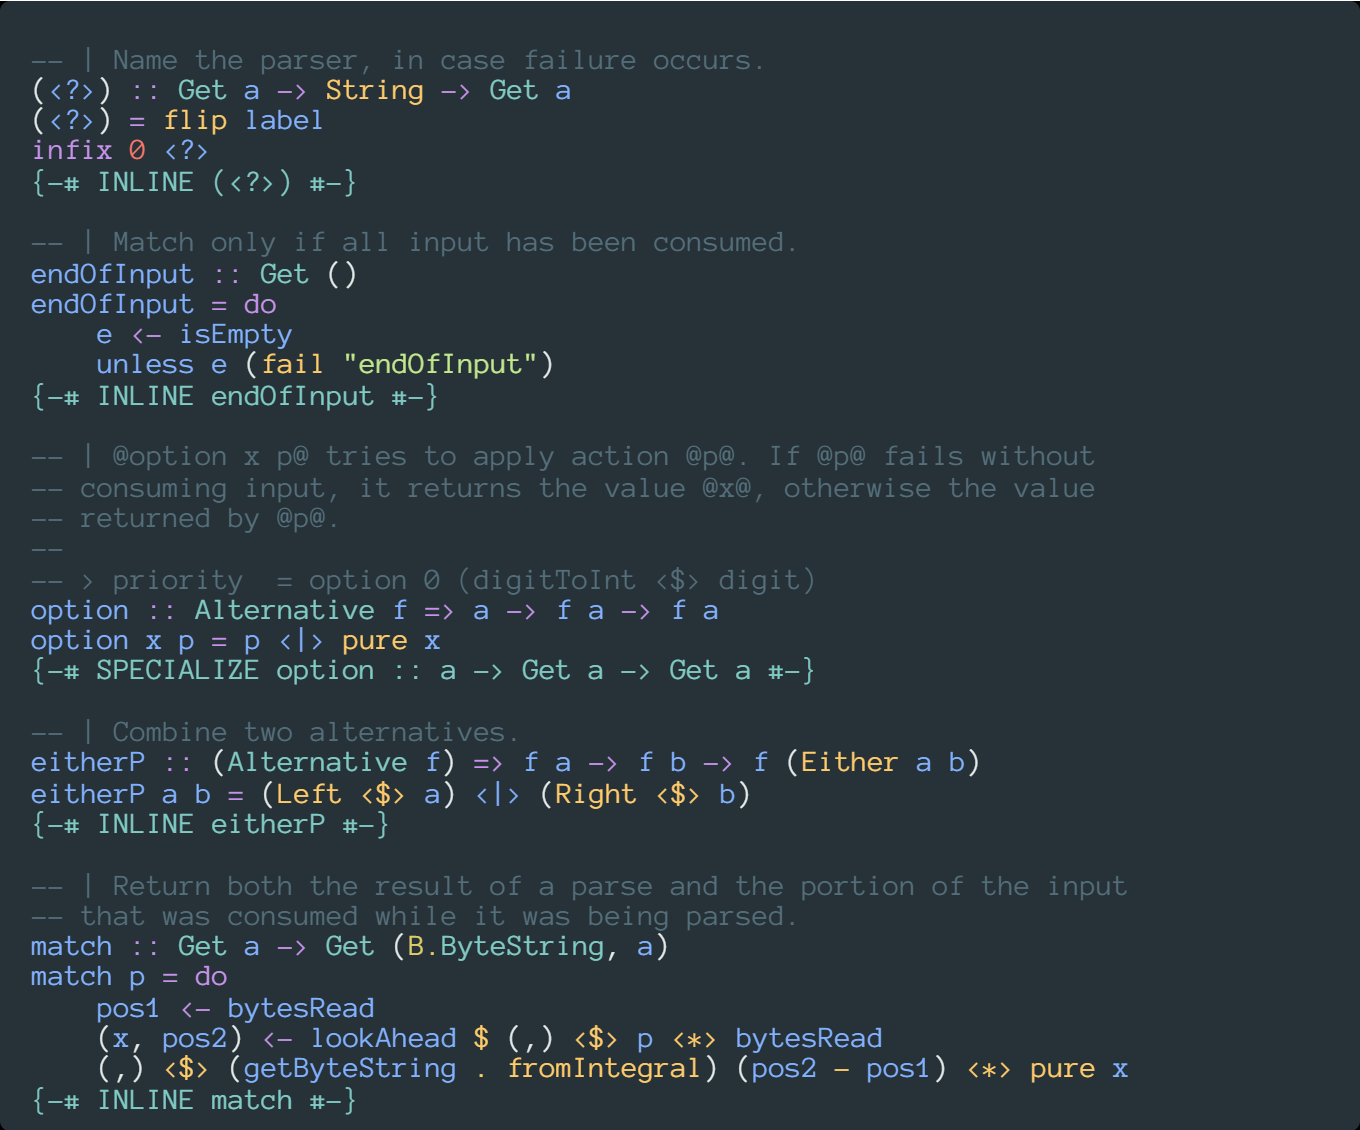 -- | Name the parser, in case failure occurs.
(<?>) :: Get a -> String -> Get a
(<?>) = flip label
infix 0 <?>
{-# INLINE (<?>) #-}

-- | Match only if all input has been consumed.
endOfInput :: Get ()
endOfInput = do
    e <- isEmpty
    unless e (fail "endOfInput")
{-# INLINE endOfInput #-}

-- | @option x p@ tries to apply action @p@. If @p@ fails without
-- consuming input, it returns the value @x@, otherwise the value
-- returned by @p@.
--
-- > priority  = option 0 (digitToInt <$> digit)
option :: Alternative f => a -> f a -> f a
option x p = p <|> pure x
{-# SPECIALIZE option :: a -> Get a -> Get a #-}

-- | Combine two alternatives.
eitherP :: (Alternative f) => f a -> f b -> f (Either a b)
eitherP a b = (Left <$> a) <|> (Right <$> b)
{-# INLINE eitherP #-}

-- | Return both the result of a parse and the portion of the input
-- that was consumed while it was being parsed.
match :: Get a -> Get (B.ByteString, a)
match p = do
    pos1 <- bytesRead
    (x, pos2) <- lookAhead $ (,) <$> p <*> bytesRead
    (,) <$> (getByteString . fromIntegral) (pos2 - pos1) <*> pure x
{-# INLINE match #-}